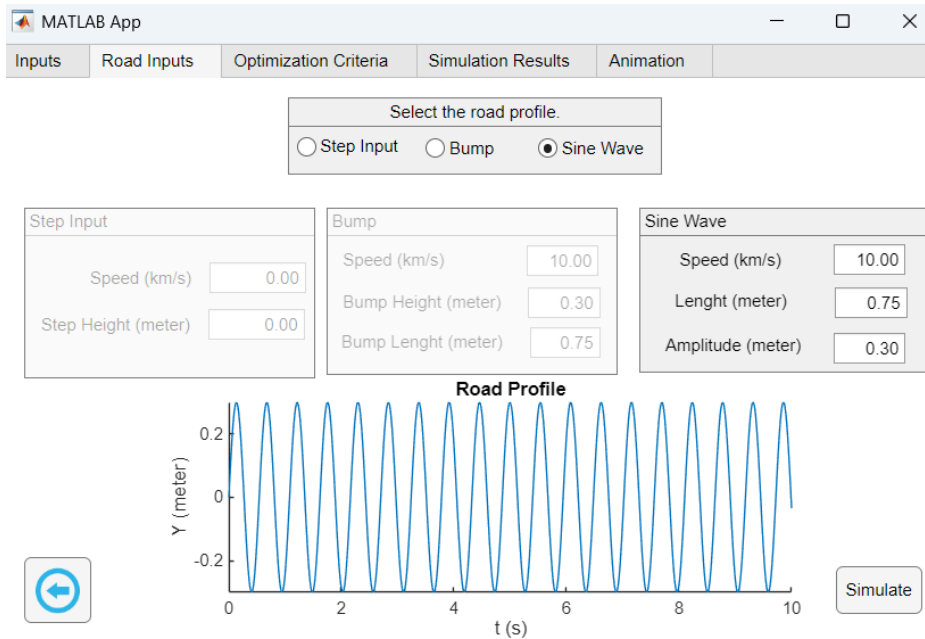 MATLAB App
Inputs Road Inputs Optimization Criteria Simulation Results Animation
Select the road profile.
Step Input Bump Sine Wave
Step Input
Speed (km/s) 0.00
Step Height (meter) 0.00
Bump
Speed (km/s) 10.00
Bump Height (meter) 0.30
Bump Lenght (meter) 0.75
Sine Wave
Speed (km/s) 10.00
Lenght (meter) 0.75
Amplitude (meter) 0.30
Road Profile
Y (meter)
0.2
0
-0.2
0 2 4 6 8 10
t (s)
Simulate